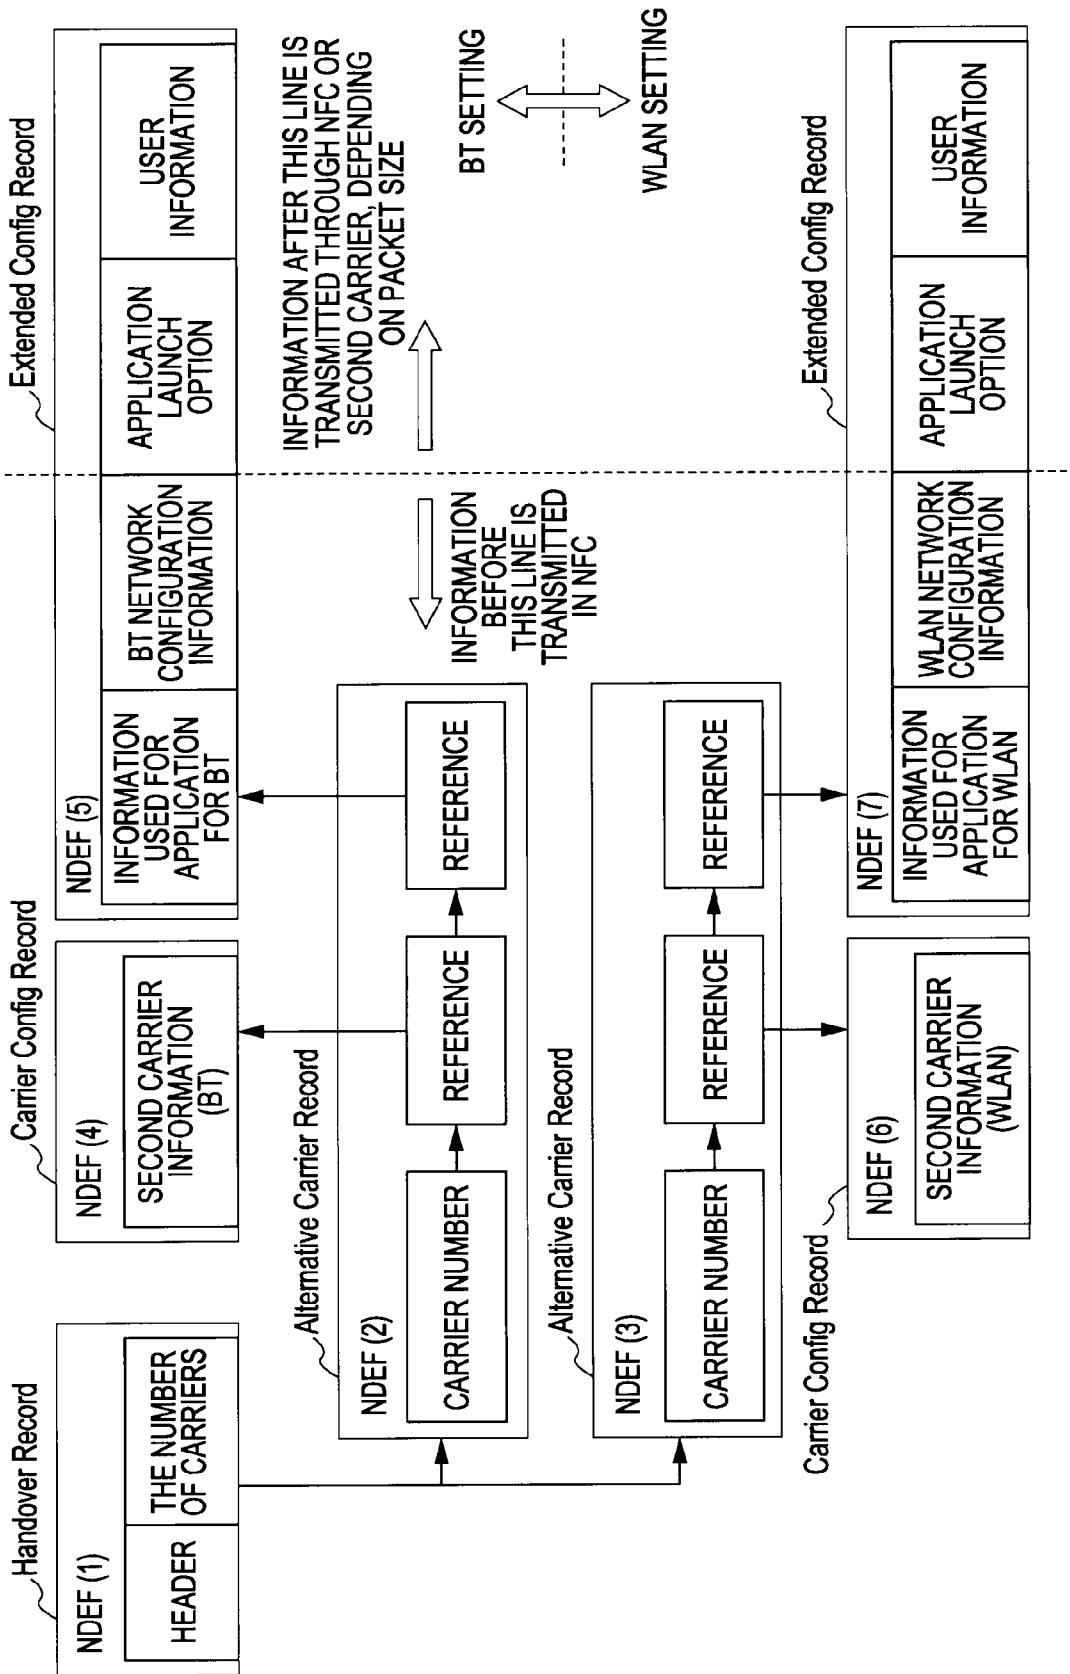 Handover Record
NDEF (1)
HEADER
THE NUMBER
OF CARRIERS
Carrier Config Record
NDEF (4)
SECOND CARRIER
INFORMATION
(BT)
Extended Config Record
NDEF (5)
INFORMATION
USED FOR
APPLICATION
FOR BT
BT NETWORK
CONFIGURATION
INFORMATION
APPLICATION
LAUNCH
OPTION
USER
INFORMATION
Alternative Carrier Record
NDEF (2)
CARRIER NUMBER
REFERENCE
REFERENCE
INFORMATION
BEFORE
THIS LINE IS
TRANSMITTED
IN NFC
INFORMATION AFTER THIS LINE IS
TRANSMITTED THROUGH NFC OR
SECOND CARRIER, DEPENDING
ON PACKET SIZE
BT SETTING
WLAN SETTING
Alternative Carrier Record
NDEF (3)
CARRIER NUMBER
REFERENCE
REFERENCE
Carrier Config Record
NDEF (6)
SECOND CARRIER
INFORMATION
(WLAN)
Extended Config Record
NDEF (7)
INFORMATION
USED FOR
APPLICATION
FOR WLAN
WLAN NETWORK
CONFIGURATION
INFORMATION
APPLICATION
LAUNCH
OPTION
USER
INFORMATION